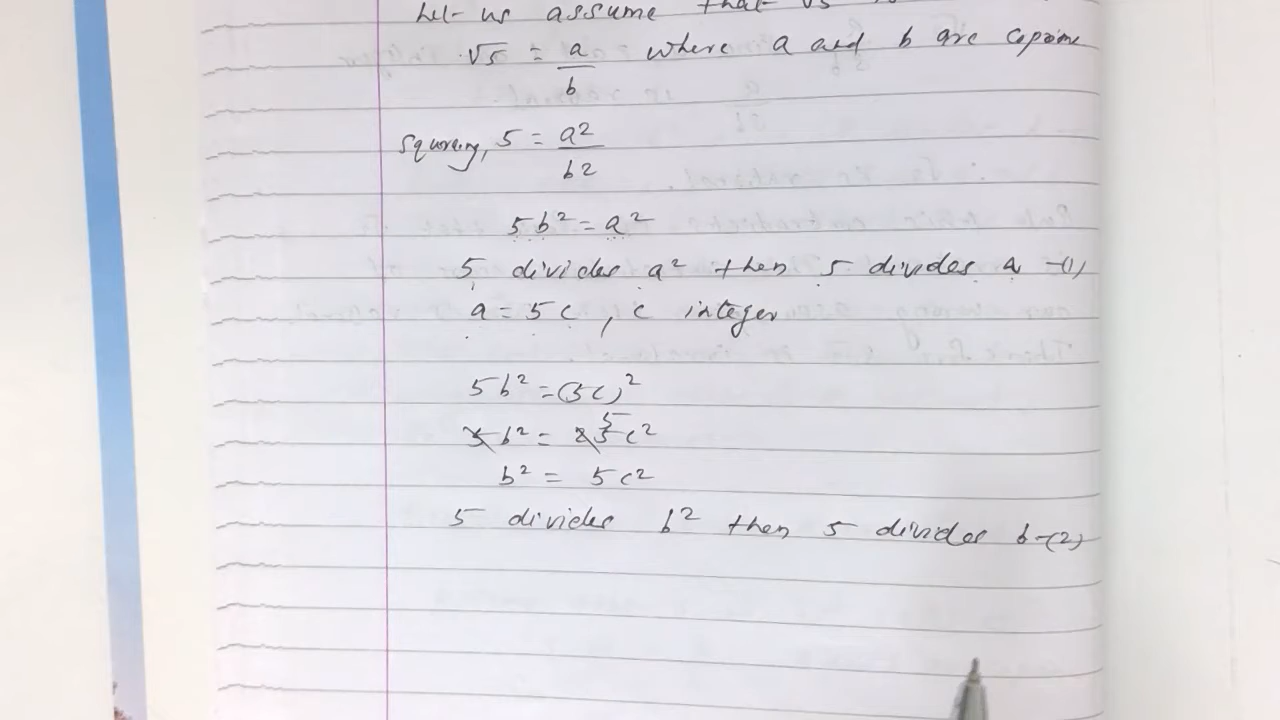 Let us assume that √5
√5 = a/b where a and b are coprime
Squaring, 5 = a²/b²
5b² = a²
5 divides a² then 5 divides a -(1)
a = 5c, c integer
5b² = (5c)²
5b² = 25c²
b² = 5c²
5 divides b² then 5 divides b -(2)